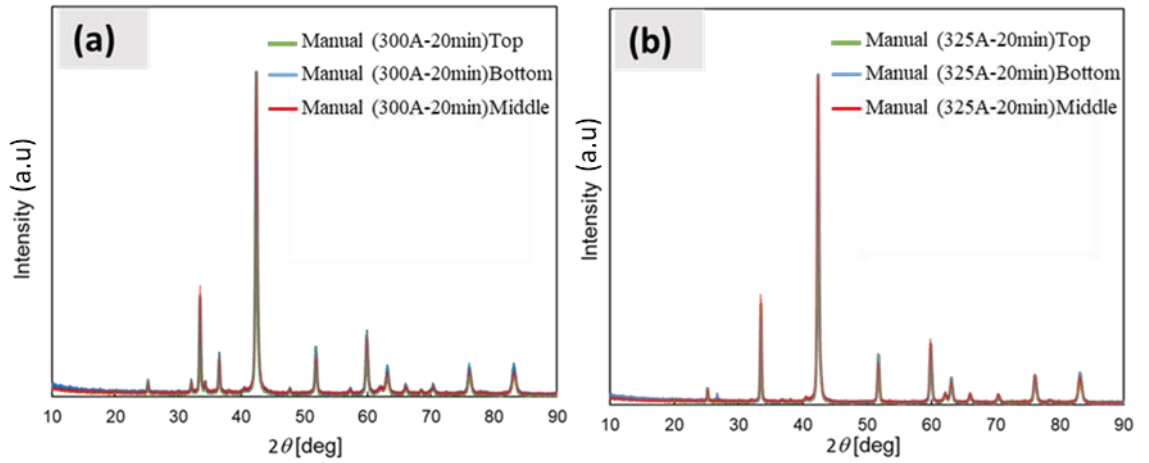 (a)
Manual (300A-20min)Top
Manual (300A-20min)Bottom
Manual (300A-20min)Middle
Intensity (a.u)
10 20 30 40 50 60 70 80 90
2θ[deg]
(b)
Manual (325A-20min)Top
Manual (325A-20min)Bottom
Manual (325A-20min)Middle
Intensity (a.u)
10 20 30 40 50 60 70 80 90
2θ[deg]